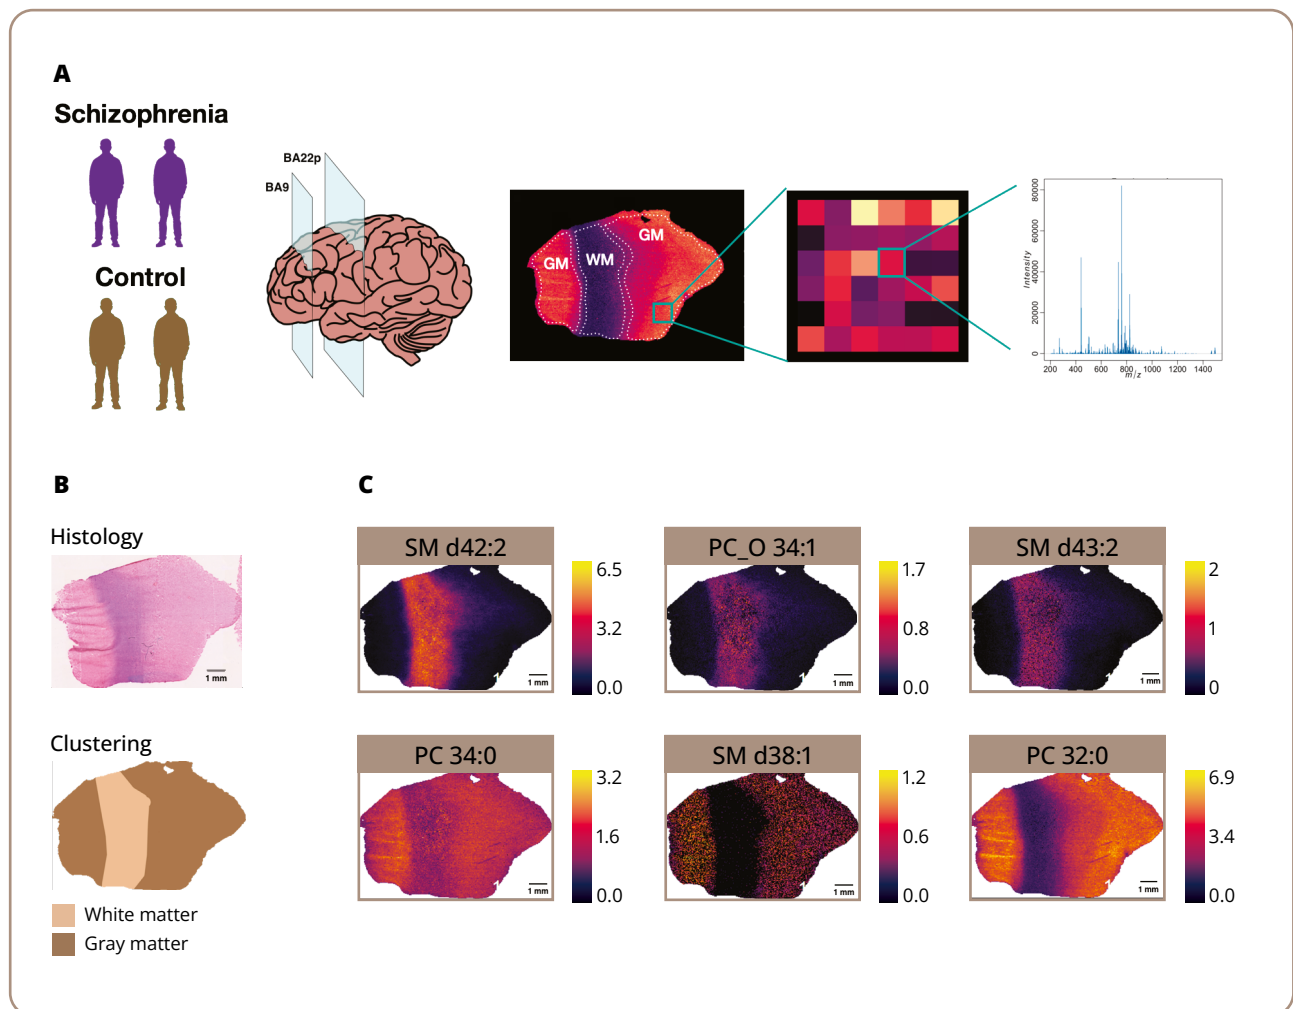 A
Schizophrenia
Control
BA22p
BA9
GM
WM
GM
Intensity
80000
60000
40000
20000
0
200 400 600 800 1000 1200 1400
m/z
B
Histology
1 mm
Clustering
White matter
Gray matter
C
SM d42:2
6.5
3.2
0.0
1 mm
PC_O 34:1
1.7
0.8
0.0
1 mm
SM d43:2
2
1
0
1 mm
PC 34:0
3.2
1.6
0.0
1 mm
SM d38:1
1.2
0.6
0.0
1 mm
PC 32:0
6.9
3.4
0.0
1 mm